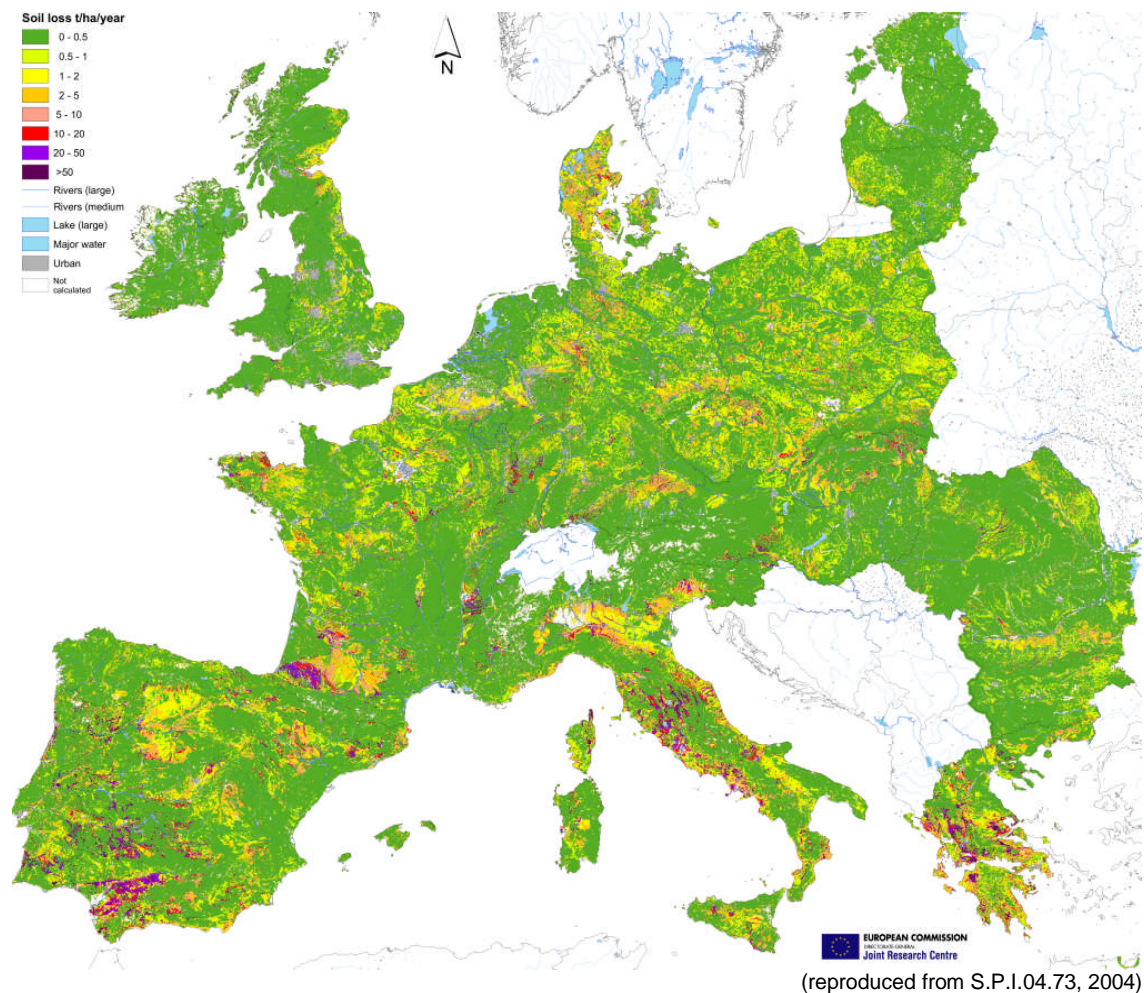 Soil loss t/ha/year
0 - 0.5
0.5 - 1
1 - 2
2 - 5
5 - 10
10 - 20
20 - 50
>50
Rivers (large)
Rivers (medium
Lake (large)
Major water
Urban
Not
calculated
N
EUROPEAN COMMISSION
DIRECTORATE-GENERAL
Joint Research Centre
(reproduced from S.P.I.04.73, 2004)